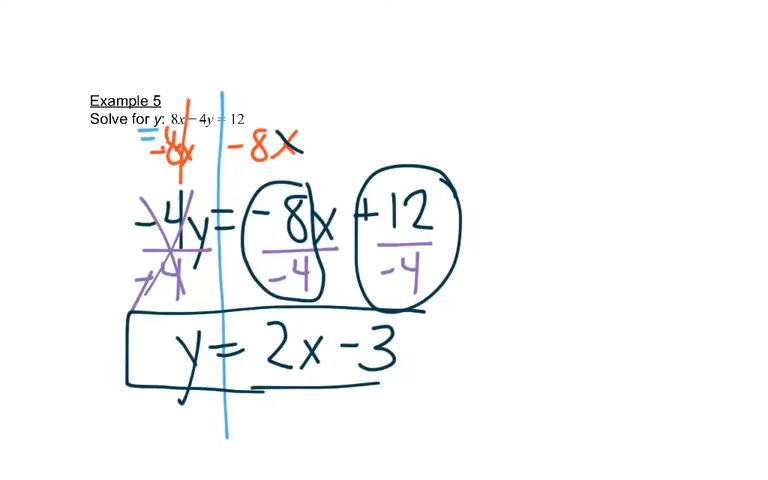 Example 5
Solve for y: 8x − 4y = 12
= -8x -8x
-4y = -8x + 12
-4 -4 -4
y = 2x - 3